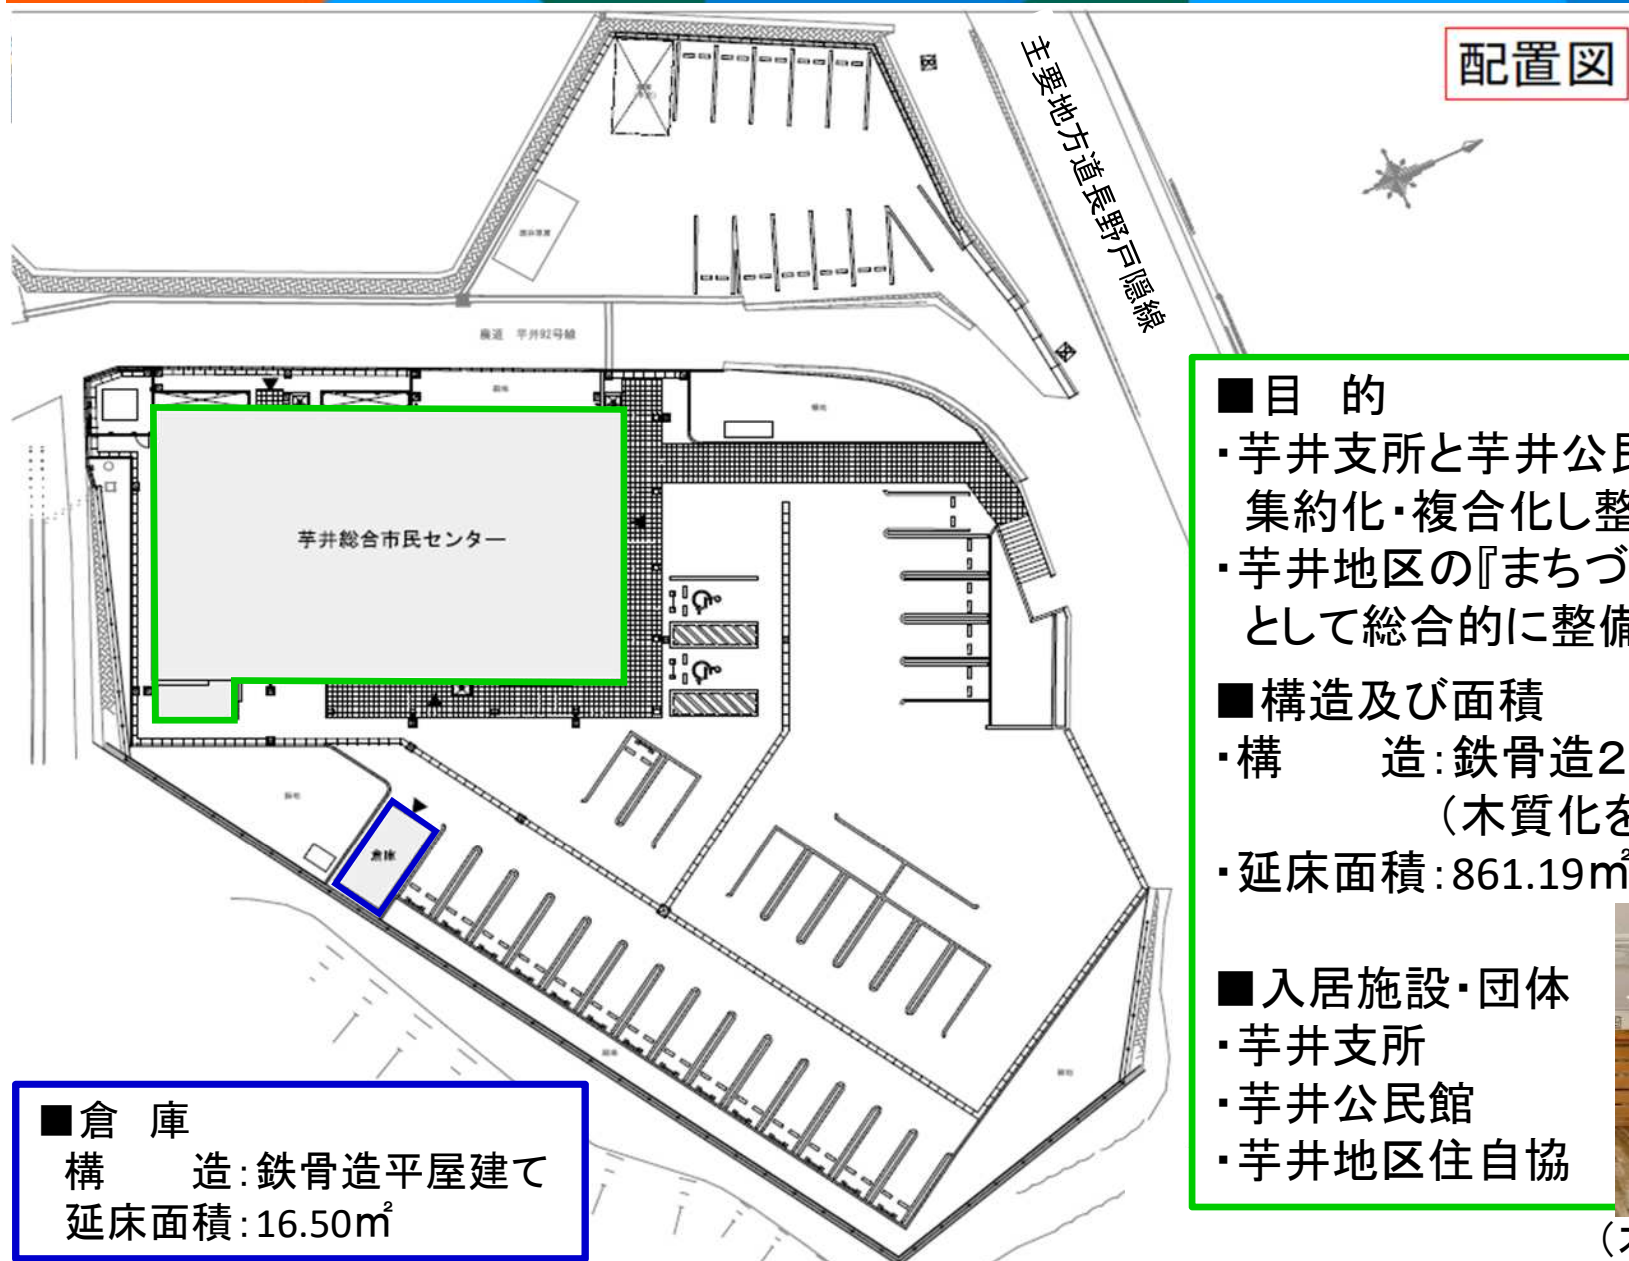 配置図
主要地方道長野戸隠線
芋井総合市民センター
倉庫
■目　的
・芋井支所と芋井公民
集約化・複合化し整
・芋井地区の『まちづ
として総合的に整備
■構造及び面積
・構　　造：鉄骨造2
（木質化を
・延床面積：861.19㎡
■入居施設・団体
・芋井支所
・芋井公民館
・芋井地区住自協
■倉　庫
構　　造：鉄骨造平屋建て
延床面積：16.50㎡